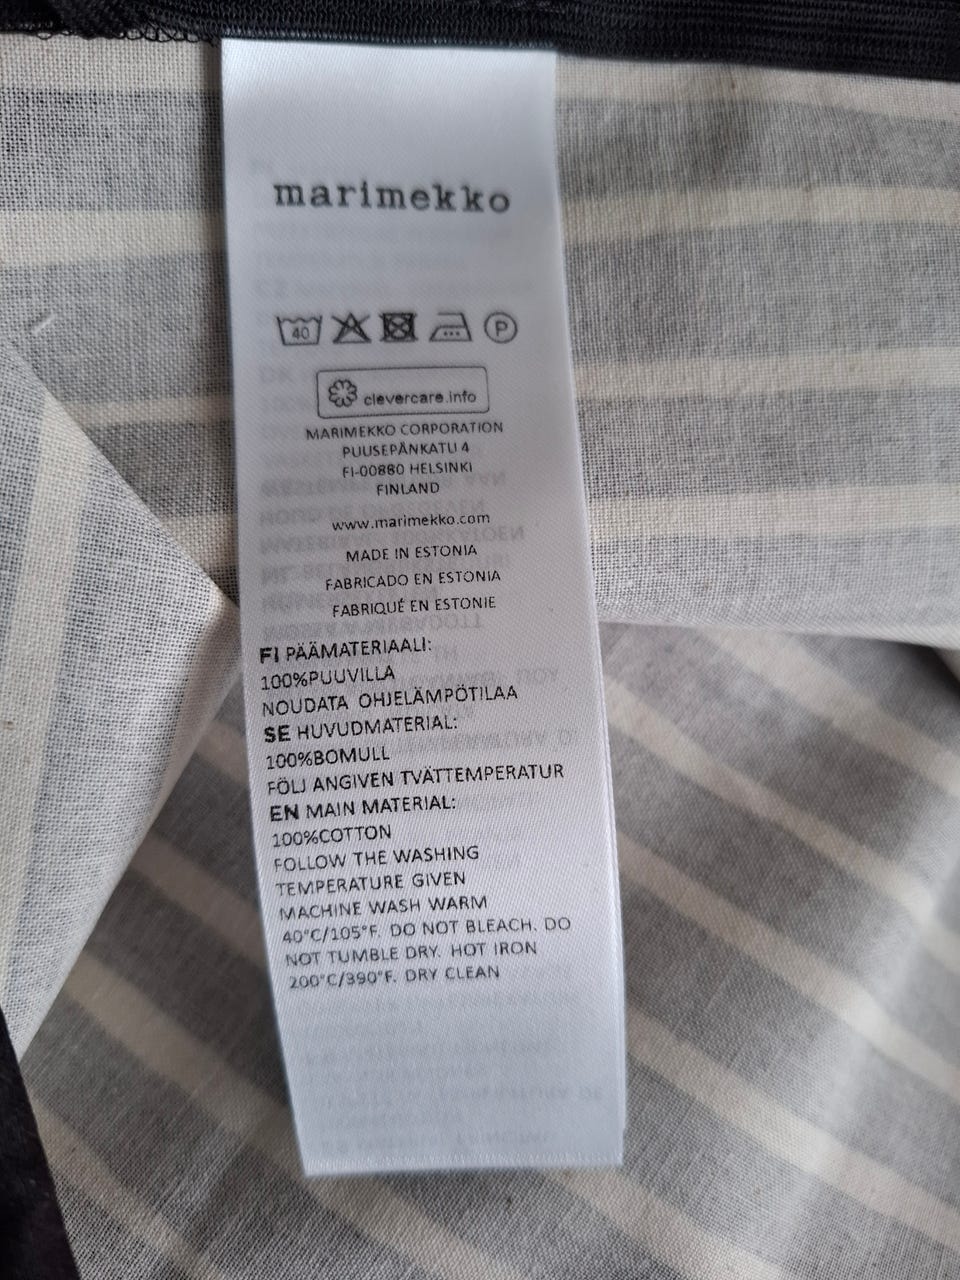 marimekko
40 P
clevercare.info
MARIMEKKO CORPORATION
PUUSEPÄNKATU 4
FI-00880 HELSINKI
FINLAND
www.marimekko.com
MADE IN ESTONIA
FABRICADO EN ESTONIA
FABRIQUÉ EN ESTONIE
FI PÄÄMATERIAALI:
100%PUUVILLA
NOUDATA OHJELÄMPÖTILAA
SE HUVUDMATERIAL:
100%BOMULL
FÖLJ ANGIVEN TVÄTTEMPERATUR
EN MAIN MATERIAL:
100%COTTON
FOLLOW THE WASHING
TEMPERATURE GIVEN
MACHINE WASH WARM
40°C/105°F. DO NOT BLEACH. DO
NOT TUMBLE DRY. HOT IRON
200°C/390°F. DRY CLEAN